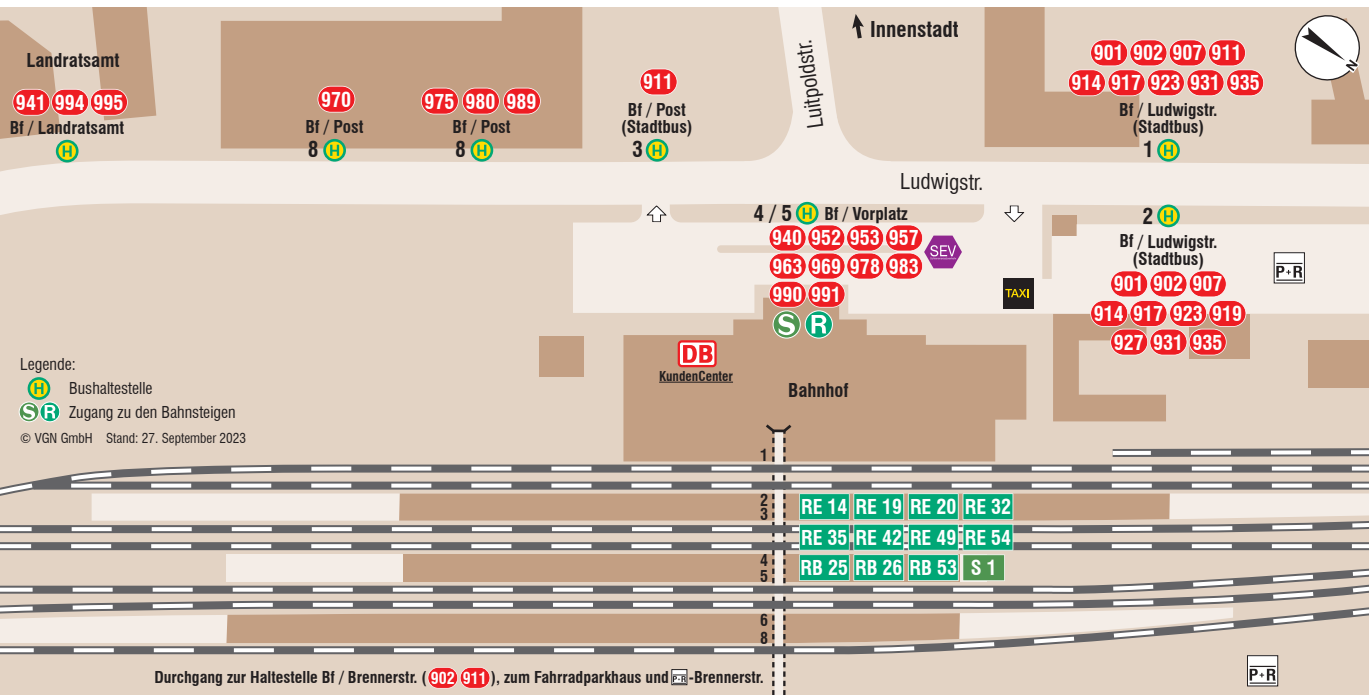 Landratsamt
941 994 995
Bf / Landratsamt
H
970
Bf / Post
8 H
975 980 989
Bf / Post
8 H
911
Bf / Post
(Stadtbus)
3 H
Luitpoldstr.
Innenstadt
901 902 907 911
914 917 923 931 935
Bf / Ludwigstr.
(Stadtbus)
1 H
N
Ludwigstr.
4 / 5 H Bf / Vorplatz
940 952 953 957
SEV
963 969 978 983
990 991
S R
TAXI
2 H
Bf / Ludwigstr.
(Stadtbus)
901 902 907
914 917 923 919
927 931 935
P+R
DB
KundenCenter
Bahnhof
Legende:
H Bushaltestelle
S R Zugang zu den Bahnsteigen
© VGN GmbH Stand: 27. September 2023
1
2
3
RE 14 RE 19 RE 20 RE 32
RE 35 RE 42 RE 49 RE 54
4
5
RB 25 RB 26 RB 53 S 1
6
8
Durchgang zur Haltestelle Bf / Brennerstr. (902 911), zum Fahrradparkhaus und P+R-Brennerstr.
P+R